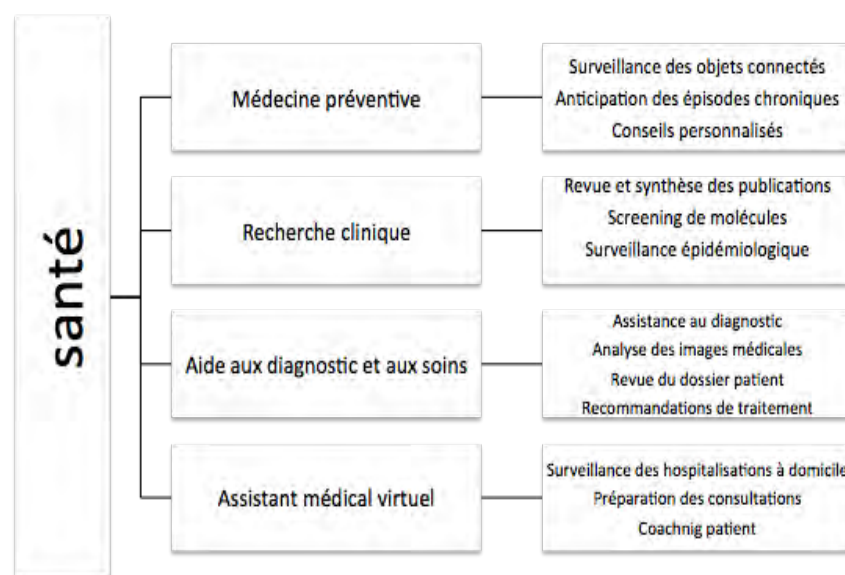 santé
Médecine préventive
Surveillance des objets connectés
Anticipation des épisodes chroniques
Conseils personnalisés
Recherche clinique
Revue et synthèse des publications
Screening de molécules
Surveillance épidémiologique
Aide aux diagnostic et aux soins
Assistance au diagnostic
Analyse des images médicales
Revue du dossier patient
Recommandations de traitement
Assistant médical virtuel
Surveillance des hospitalisations à domicile
Préparation des consultations
Coachnig patient